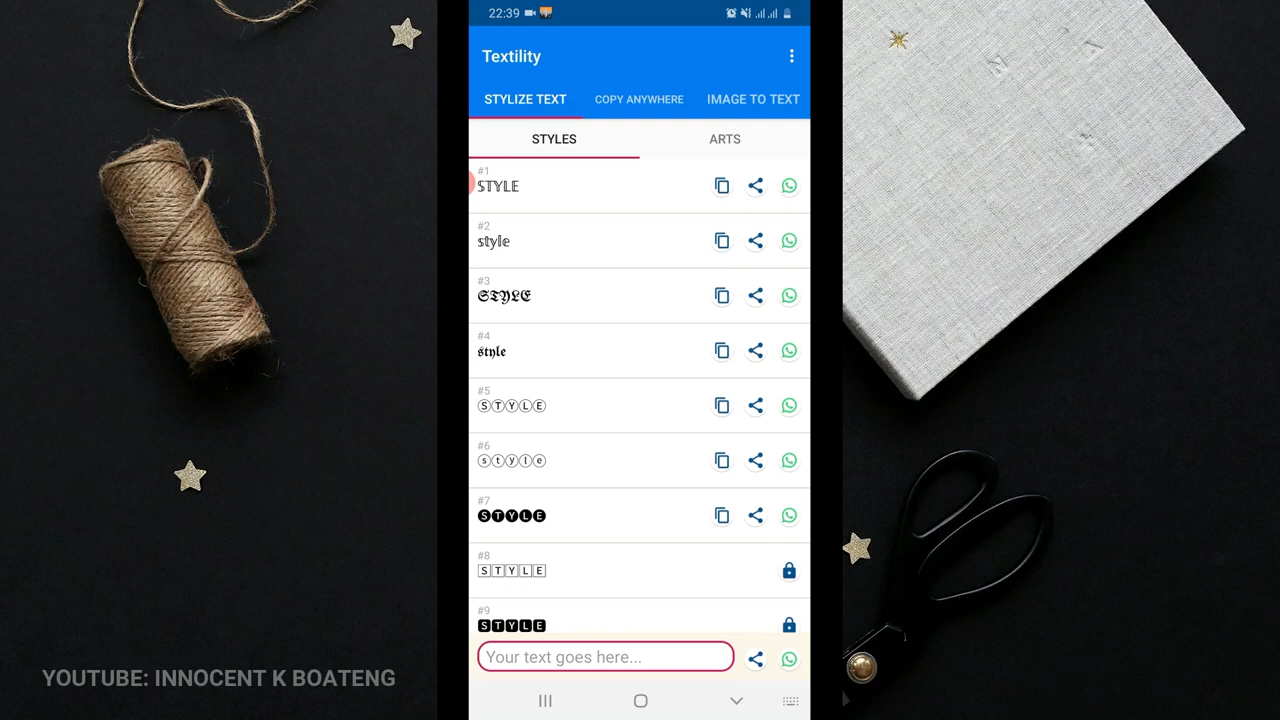 22:39
Textility
STYLIZE TEXT COPY ANYWHERE IMAGE TO TEXT
STYLES ARTS
#1
𝕊𝕋𝕐𝕃𝔼
#2
𝕤𝕥𝕪𝕝𝕖
#3
𝕾𝕿𝖄𝕷𝕰
#4
𝖘𝖙𝖞𝖑𝖊
#5
ⓈⓉⓎⓁⒺ
#6
ⓢⓣⓨⓛⓔ
#7
🅢🅣🅨🅛🅔
#8
🅂🅃🅈🄻🄴
#9
🆂🆃🆈🅻🅴
Your text goes here...
YOUTUBE: INNOCENT K BOATENG